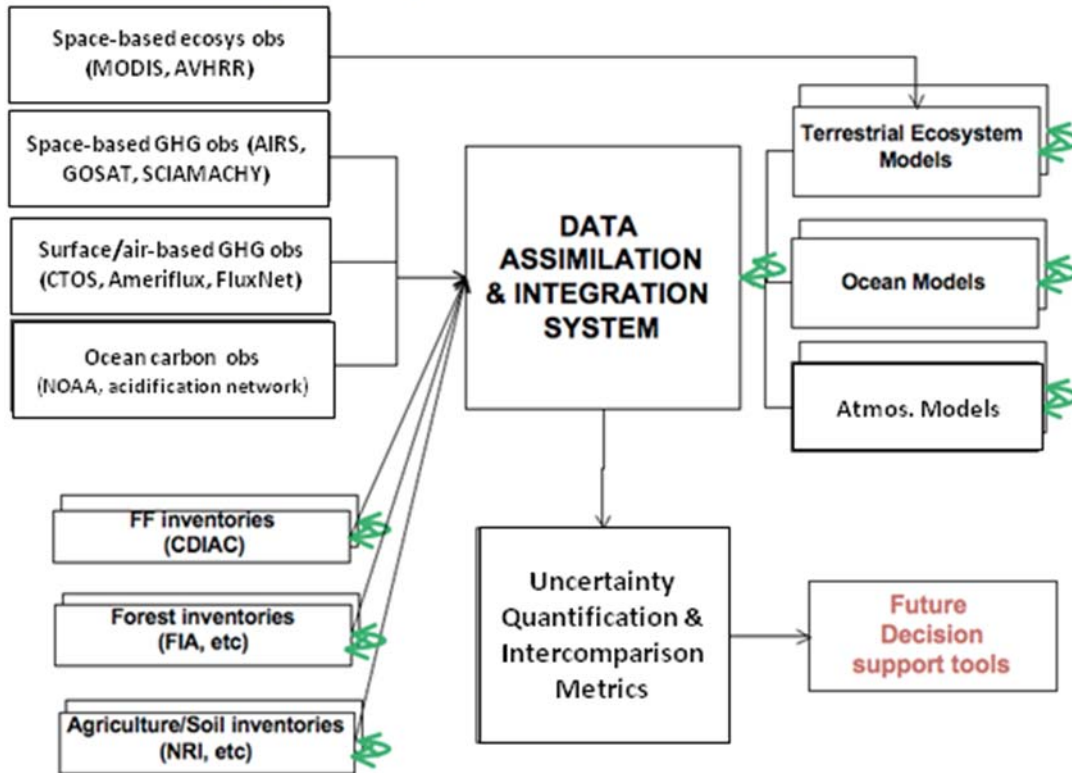 Space-based ecosys obs
(MODIS, AVHRR)
Space-based GHG obs (AIRS,
GOSAT, SCIAMACHY)
Surface/air-based GHG obs
(CTOS, Ameriflux, FluxNet)
Ocean carbon obs
(NOAA, acidification network)
FF inventories
(CDIAC)
Forest inventories
(FIA, etc)
Agriculture/Soil inventories
(NRI, etc)
DATA
ASSIMILATION
& INTEGRATION
SYSTEM
Terrestrial Ecosystem
Models
Ocean Models
Atmos. Models
Uncertainty
Quantification &
Intercomparison
Metrics
Future
Decision
support tools